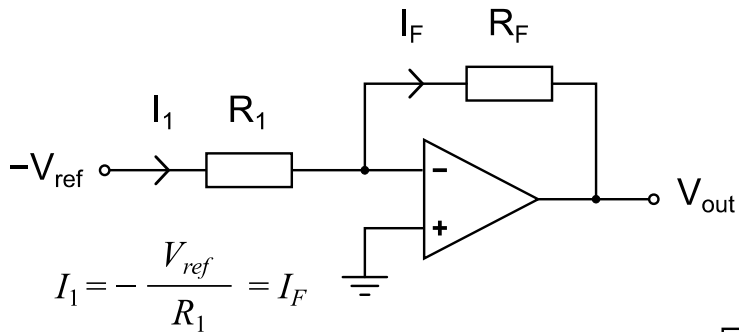 I_F R_F
I_1 R_1
−V_ref − + V_out
I_1 = − V_ref / R_1 = I_F